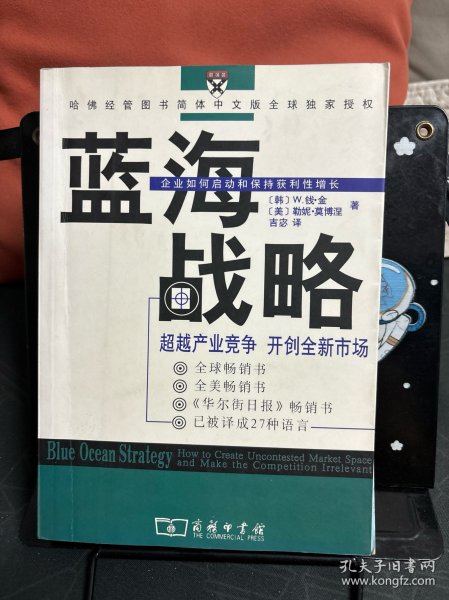 哈佛经管图书简体中文版全球独家授权
蓝海
企业如何启动和保持获利性增长
〔韩〕W.钱·金
〔美〕勒妮·莫博涅 著
吉宓 译
战略
超越产业竞争 开创全新市场
全球畅销书
全美畅销书
《华尔街日报》畅销书
已被译成27种语言
Blue Ocean Strategy
How to Create Uncontested Market Space
and Make the Competition Irrelevant
商务印书馆
THE COMMERCIAL PRESS
孔夫子旧书网
www.kongfz.com